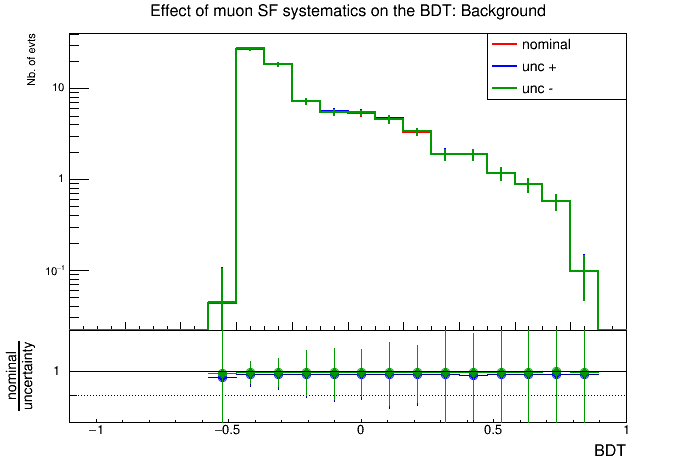 Effect of muon SF systematics on the BDT: Background
Nb. of evts
nominal
unc +
unc -
10
1
10⁻¹
nominal
uncertainty
1
−1
−0.5
0
0.5
1
BDT